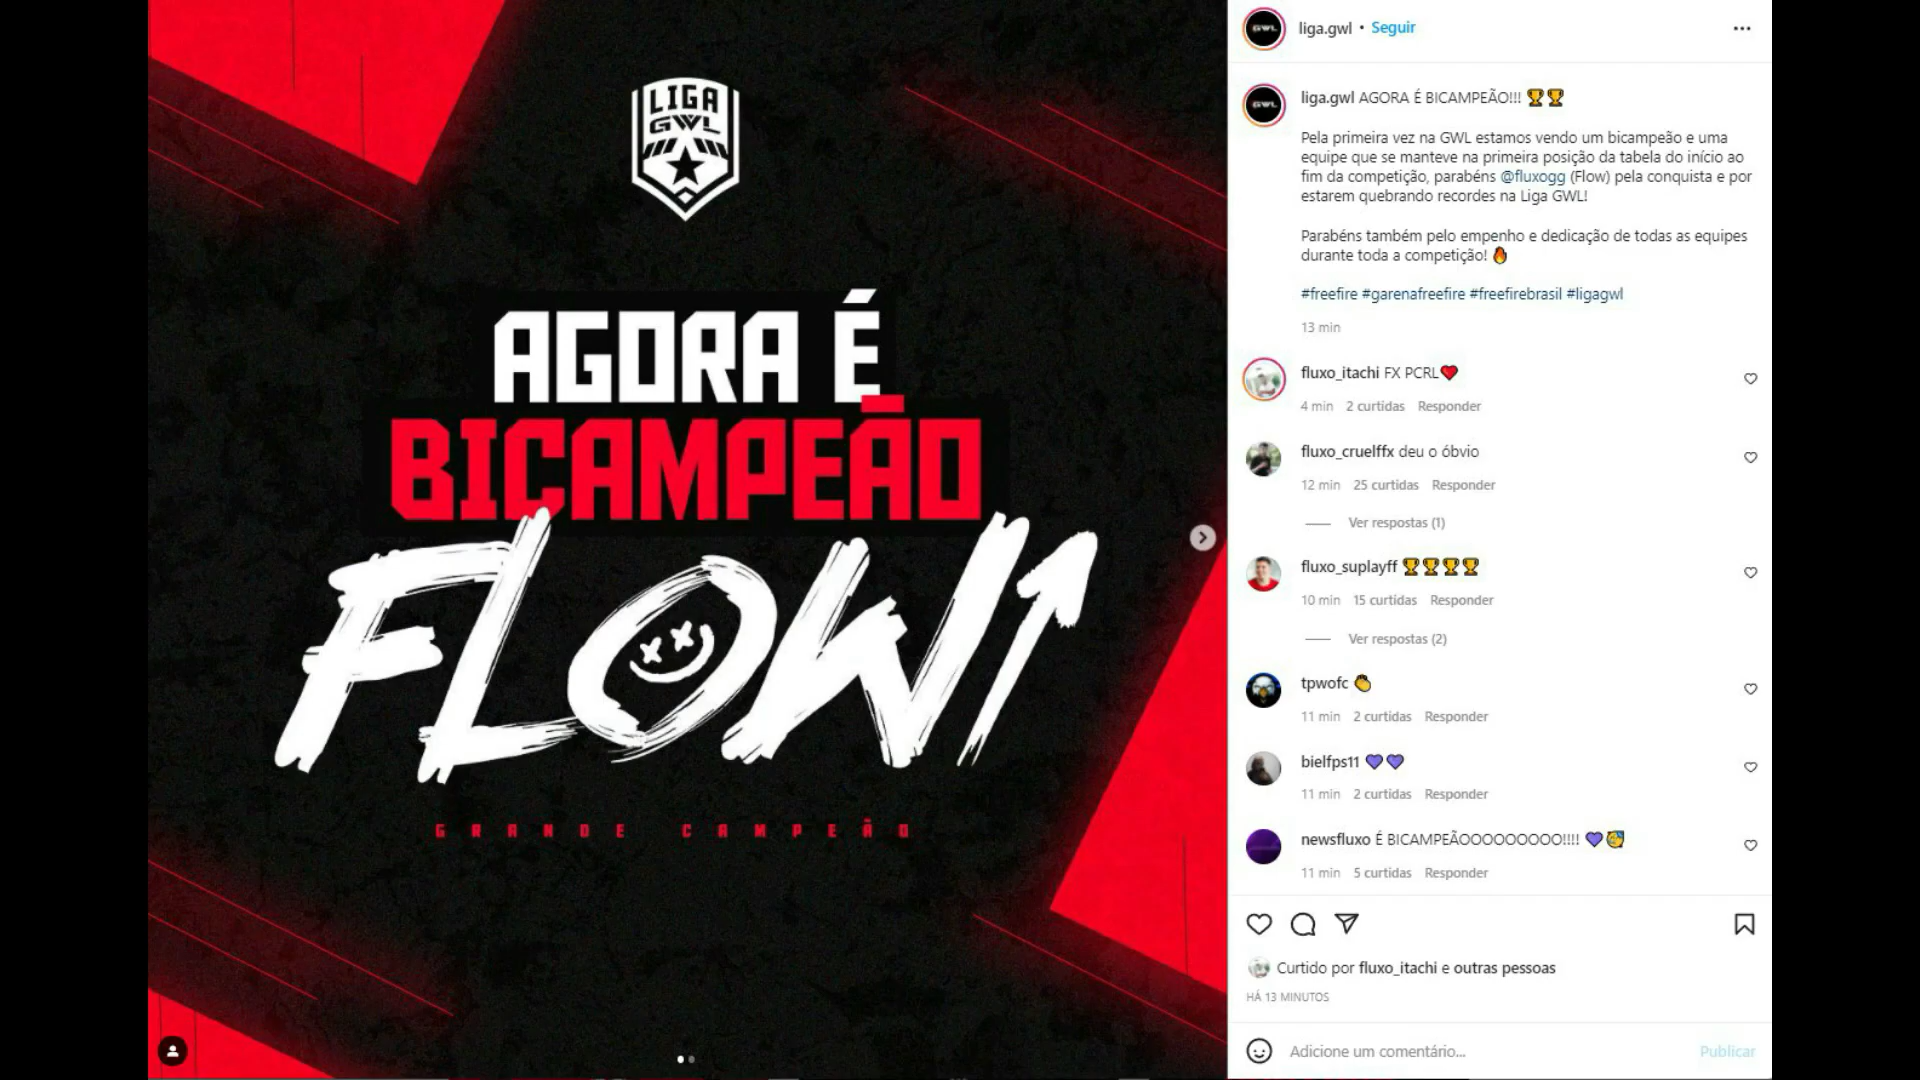 LIGA
GWL
AGORA É
BICAMPEÃO
FLOW1
GRANDE CAMPEÃO
liga.gwl • Seguir
liga.gwl AGORA É BICAMPEÃO!!! 🏆🏆
Pela primeira vez na GWL estamos vendo um bicampeão e uma
equipe que se manteve na primeira posição da tabela do início ao
fim da competição, parabéns @fluxogg (Flow) pela conquista e por
estarem quebrando recordes na Liga GWL!
Parabéns também pelo empenho e dedicação de todas as equipes
durante toda a competição! 🔥
#freefire #garenafreefire #freefirebrasil #ligagwl
13 min
fluxo_itachi FX PCRL❤️
4 min 2 curtidas Responder
fluxo_cruelffx deu o óbvio
12 min 25 curtidas Responder
Ver respostas (1)
fluxo_suplayff 🏆🏆🏆🏆
10 min 15 curtidas Responder
Ver respostas (2)
tpwofc 👏
11 min 2 curtidas Responder
bielfps11 💜💜
11 min 2 curtidas Responder
newsfluxo É BICAMPEÃOOOOOOOOO!!!! 💜🥳
11 min 5 curtidas Responder
Curtido por fluxo_itachi e outras pessoas
HÁ 13 MINUTOS
Adicione um comentário... Publicar